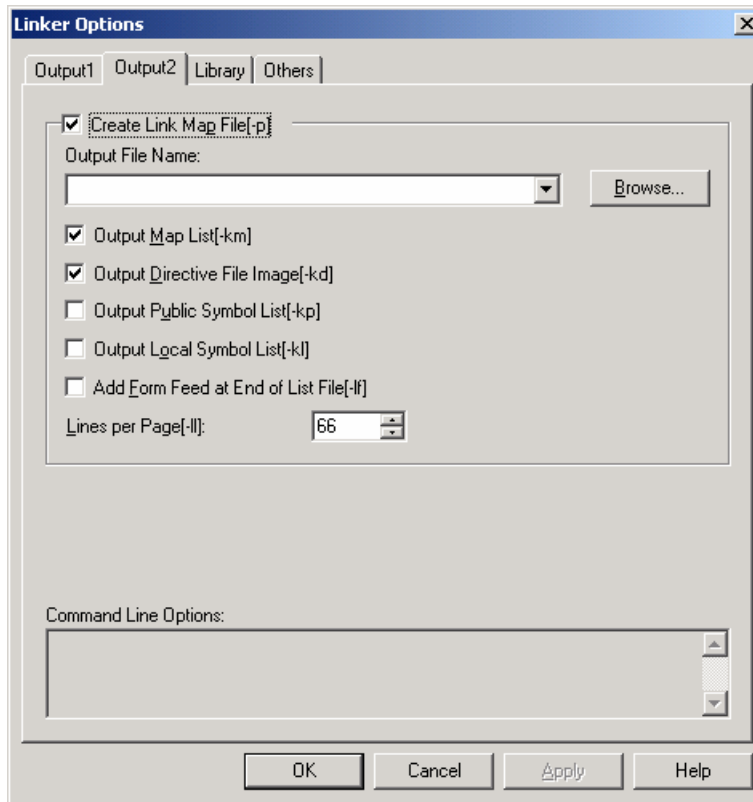 Linker Options
Output1 Output2 Library Others
Create Link Map File[-p]
Output File Name:
Browse...
Output Map List[-km]
Output Directive File Image[-kd]
Output Public Symbol List[-kp]
Output Local Symbol List[-kl]
Add Form Feed at End of List File[-lf]
Lines per Page[-ll]: 66
Command Line Options:
OK Cancel Apply Help